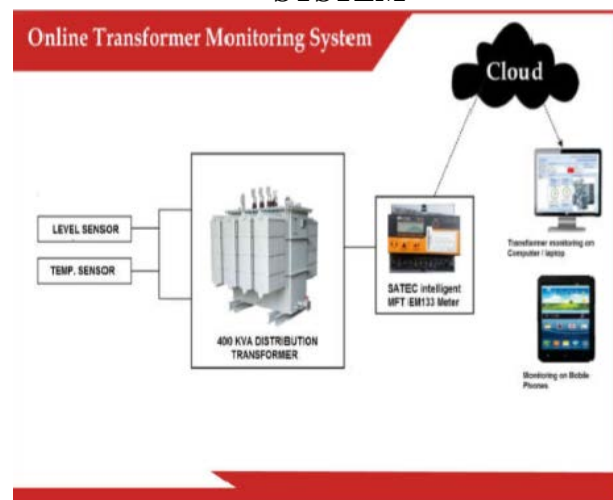 SYSTEM
Online Transformer Monitoring System
Cloud
LEVEL SENSOR
TEMP. SENSOR
400 KVA DISTRIBUTION
TRANSFORMER
SATEC intelligent
MFT /EM133 Meter
Transformer monitoring on
Computer / laptop
Monitoring on Mobile
Phones